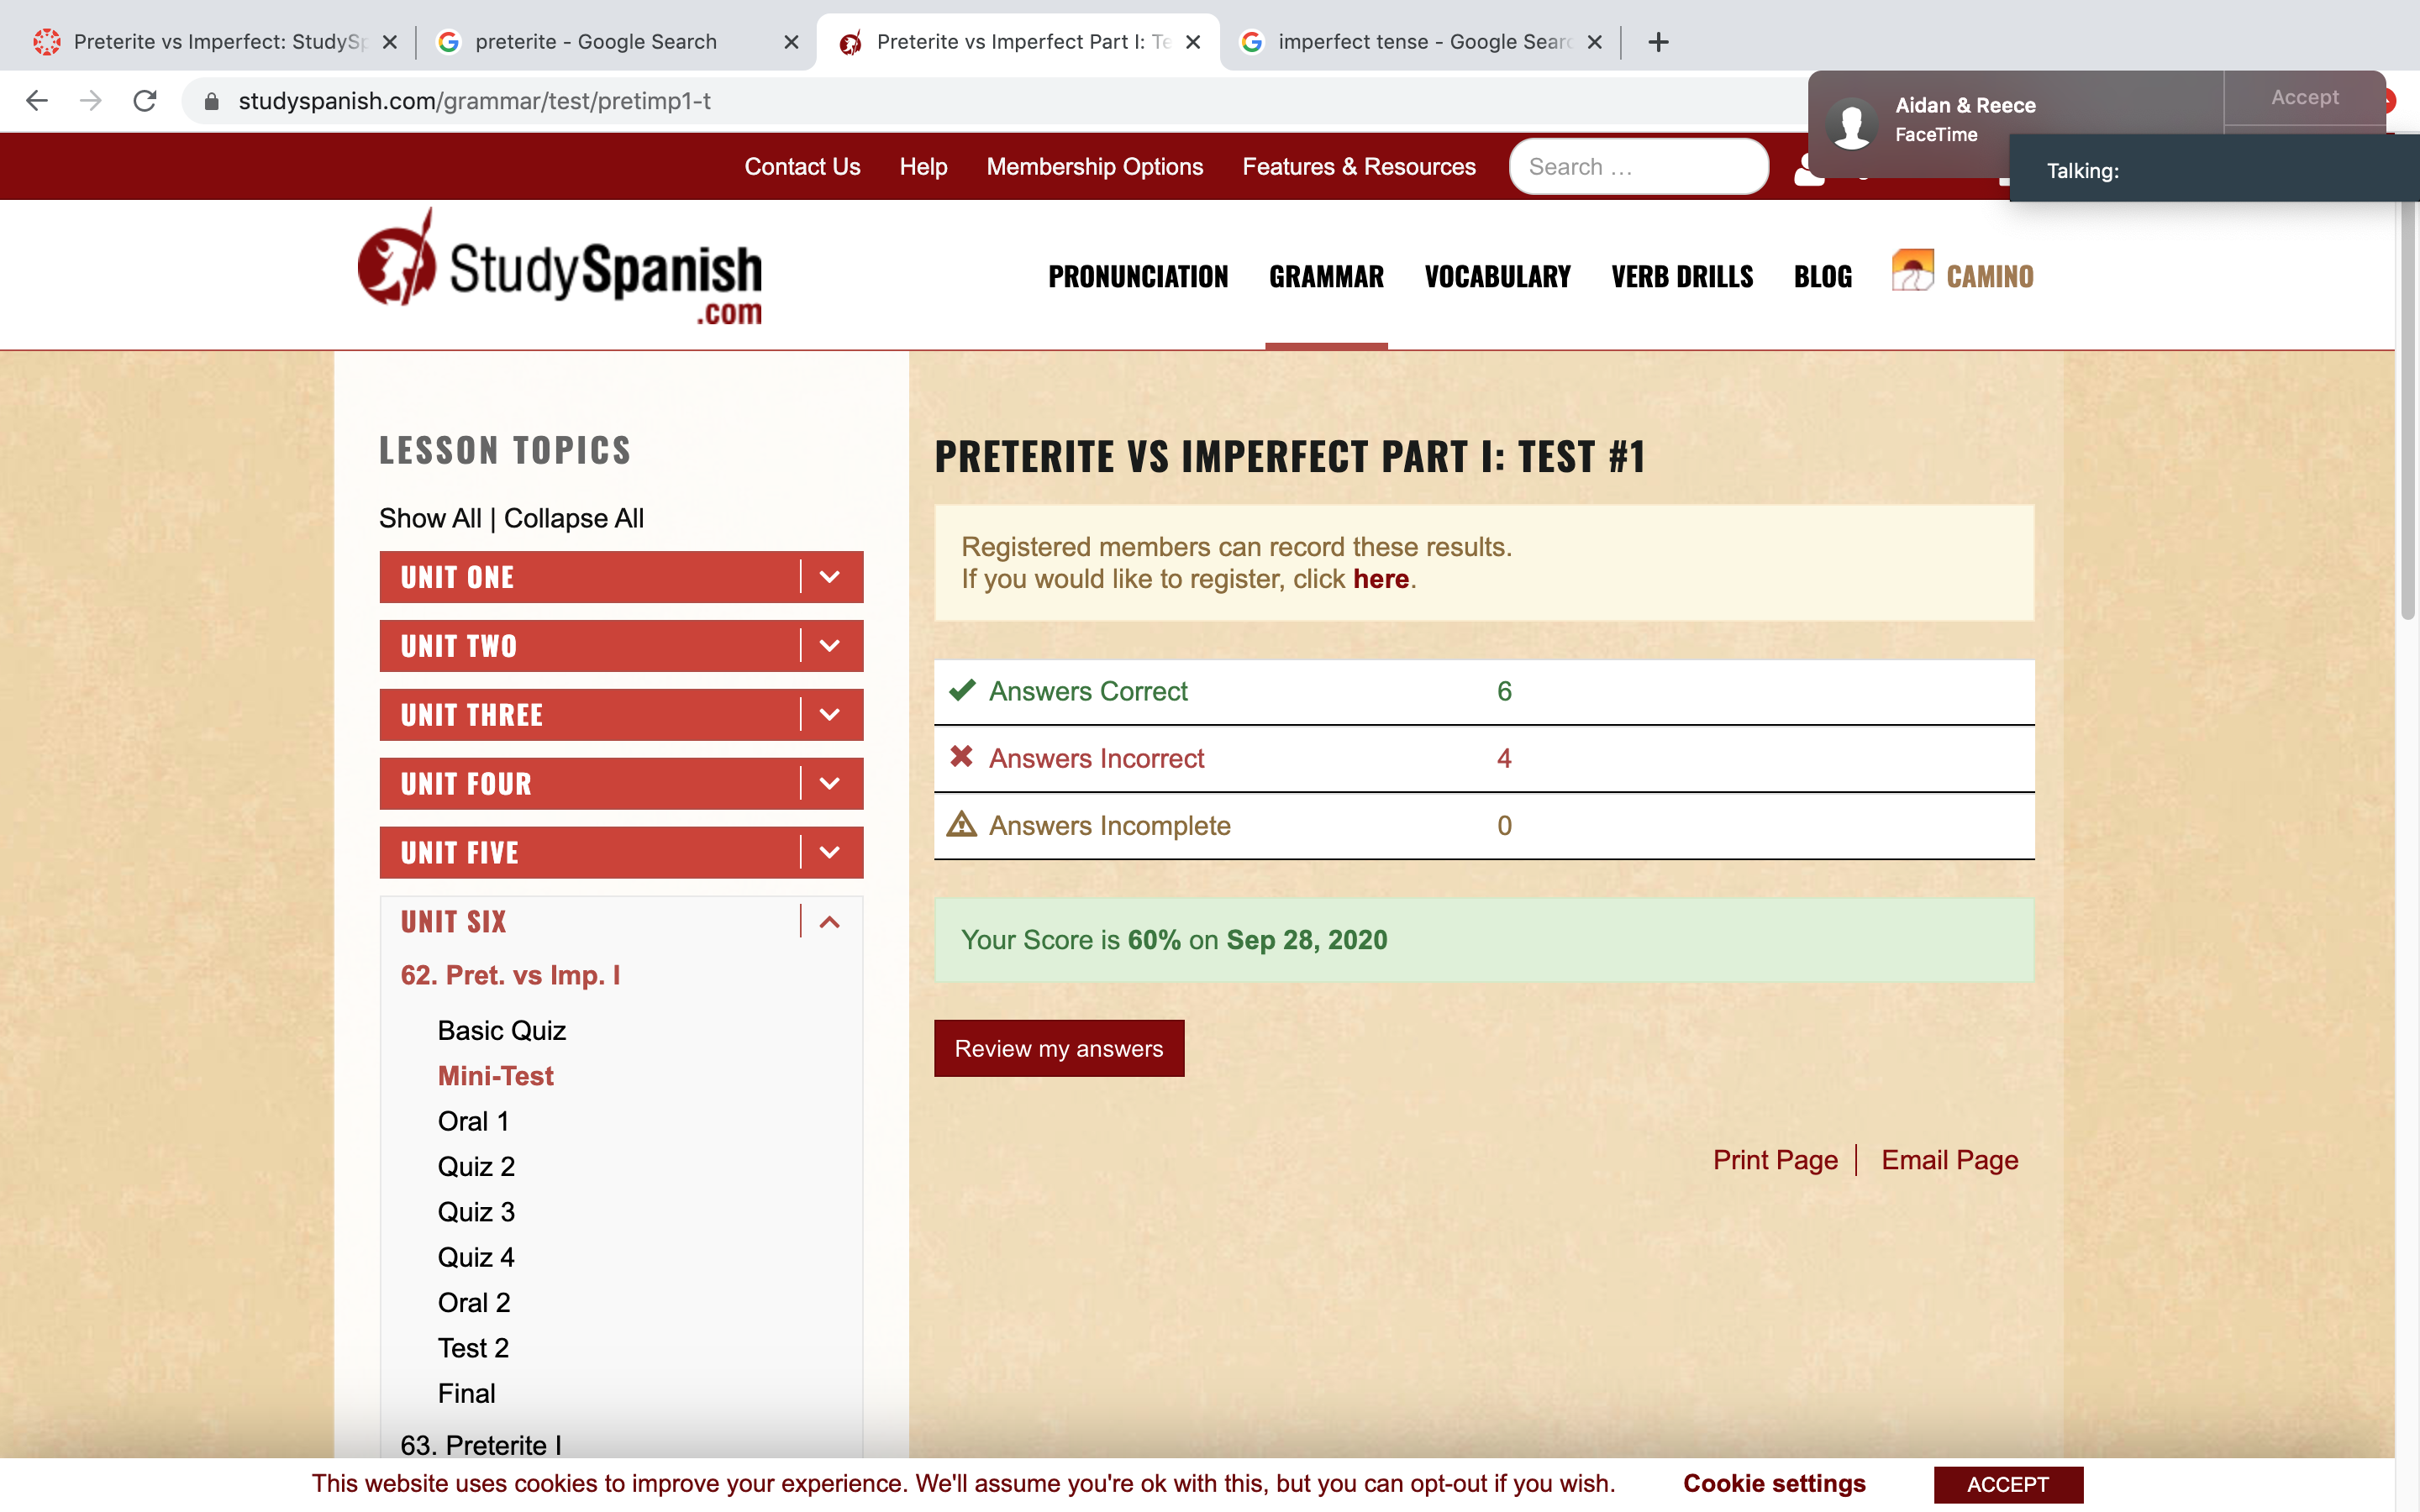 Preterite vs Imperfect: StudySp
preterite - Google Search
Preterite vs Imperfect Part I: Te
imperfect tense - Google Searc
studyspanish.com/grammar/test/pretimp1-t
Aidan & Reece
FaceTime
Accept
Talking:
Contact Us
Help
Membership Options
Features & Resources
Search ...
StudySpanish
.com
PRONUNCIATION
GRAMMAR
VOCABULARY
VERB DRILLS
BLOG
CAMINO
LESSON TOPICS
Show All | Collapse All
UNIT ONE
UNIT TWO
UNIT THREE
UNIT FOUR
UNIT FIVE
UNIT SIX
62. Pret. vs Imp. I
Basic Quiz
Mini-Test
Oral 1
Quiz 2
Quiz 3
Quiz 4
Oral 2
Test 2
Final
63. Preterite I
PRETERITE VS IMPERFECT PART I: TEST #1
Registered members can record these results.
If you would like to register, click here.
Answers Correct 6
Answers Incorrect 4
Answers Incomplete 0
Your Score is 60% on Sep 28, 2020
Review my answers
Print Page
Email Page
This website uses cookies to improve your experience. We'll assume you're ok with this, but you can opt-out if you wish.
Cookie settings
ACCEPT